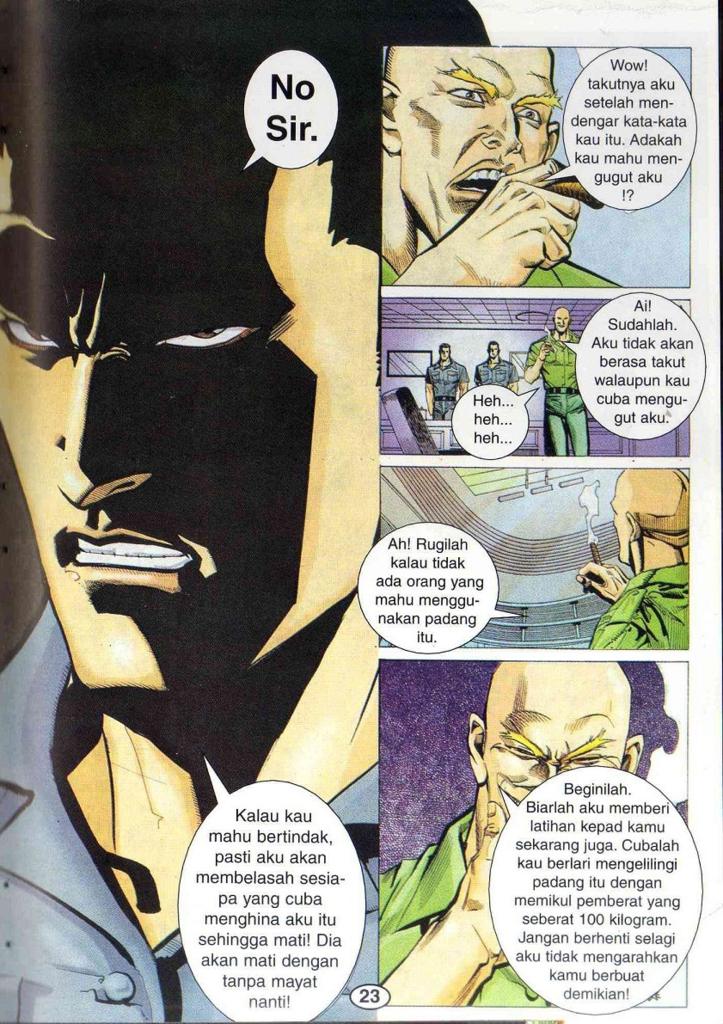 No
Sir.
Kalau kau
mahu bertindak,
pasti aku akan
membelasah sesia-
pa yang cuba
menghina aku itu
sehingga mati! Dia
akan mati dengan
tanpa mayat
nanti!
Wow!
takutnya aku
setelah men-
dengar kata-kata
kau itu. Adakah
kau mahu men-
gugut aku
!?
Ai!
Sudahlah.
Aku tidak akan
berasa takut
walaupun kau
cuba mengu-
gut aku.
Heh...
heh...
heh...
Ah! Rugilah
kalau tidak
ada orang yang
mahu menggu-
nakan padang
itu.
Beginilah.
Biarlah aku memberi
latihan kepad kamu
sekarang juga. Cubalah
kau berlari mengelilingi
padang itu dengan
memikul pemberat yang
seberat 100 kilogram.
Jangan berhenti selagi
aku tidak mengarahkan
kamu berbuat
demikian!
23